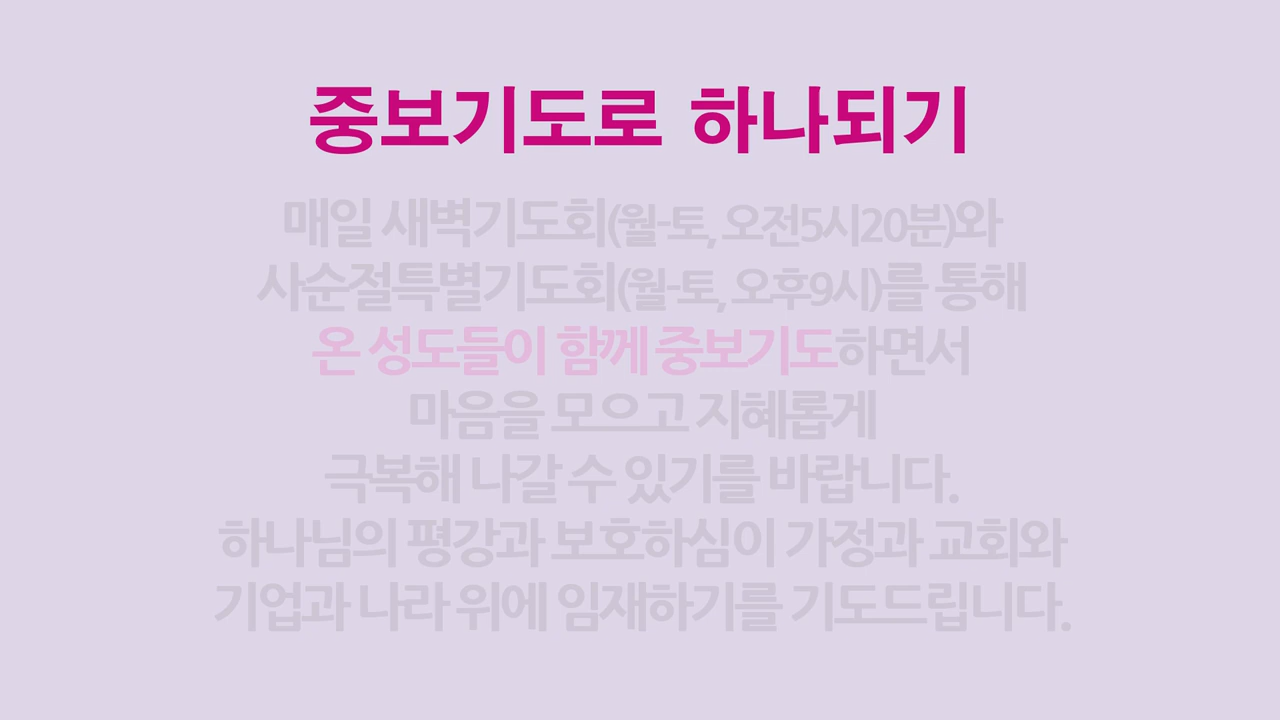 중보기도로 하나되기
매일 새벽기도회(월-토, 오전5시20분)와
사순절특별기도회(월-토, 오후9시)를 통해
온 성도들이 함께 중보기도하면서
마음을 모으고 지혜롭게
극복해 나갈 수 있기를 바랍니다.
하나님의 평강과 보호하심이 가정과 교회와
기업과 나라 위에 임재하기를 기도드립니다.